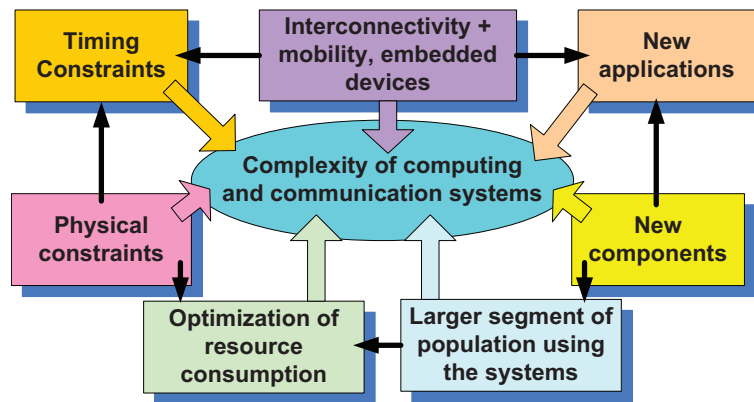 Timing
Constraints
Interconnectivity +
mobility, embedded
devices
New
applications
Complexity of computing
and communication systems
Physical
constraints
New
components
Optimization of
resource
consumption
Larger segment of
population using
the systems